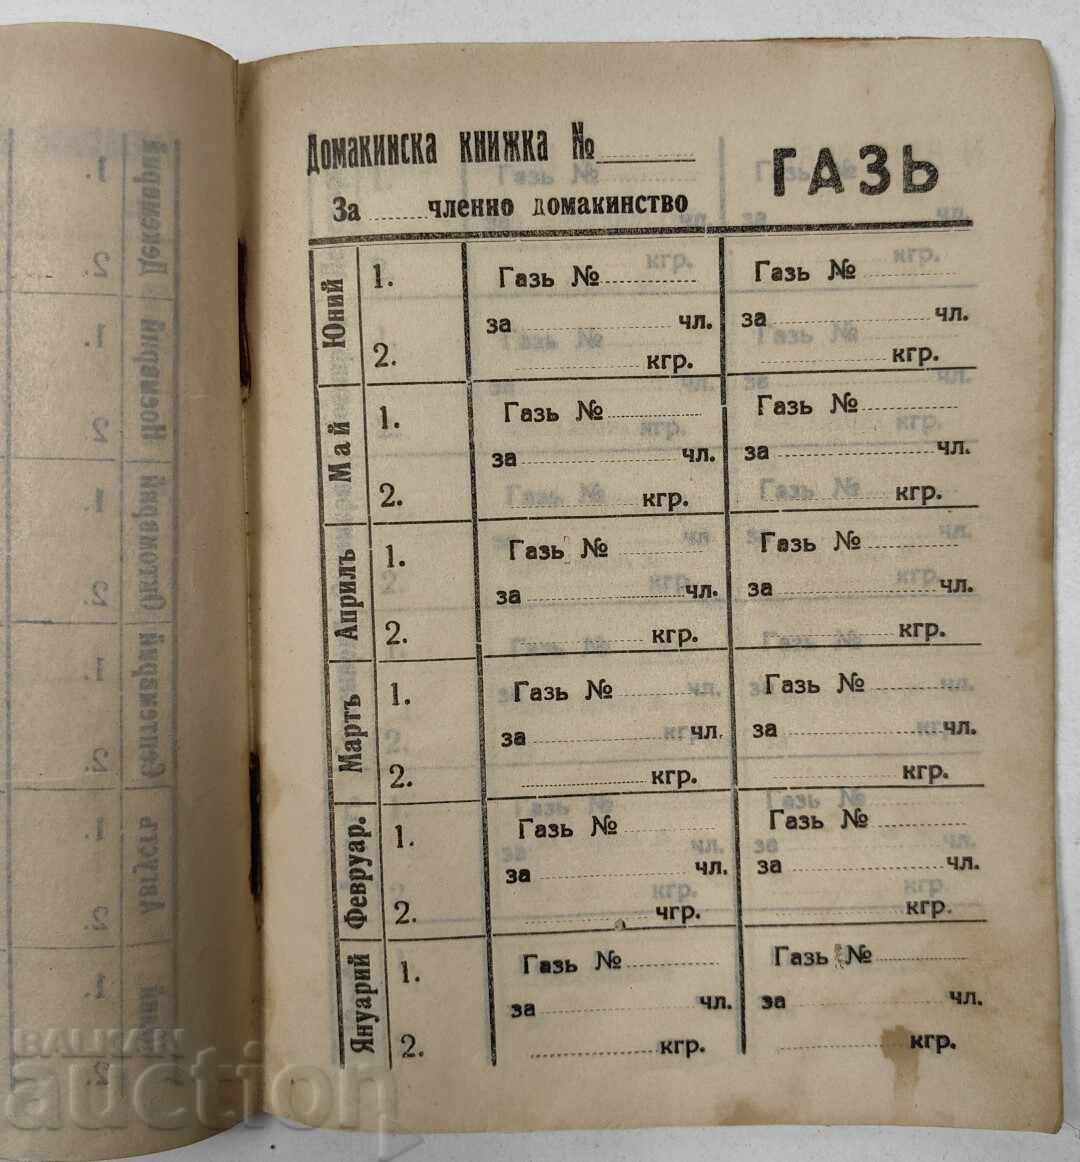 Домакинска книжка №
ГАЗЬ
За ...... членно домакинство
Юний
1.
2.
Газь №
за чл.
кгр.
Газь №
за чл.
кгр.
Май
1.
2.
Газь №
за чл.
кгр.
Газь №
за чл.
кгр.
Априлъ
1.
2.
Газь №
за чл.
кгр.
Газь №
за чл.
кгр.
Мартъ
1.
2.
Газь №
за чл.
кгр.
Газь №
за чл.
кгр.
Февруар.
1.
2.
Газь №
за чл.
чгр.
Газь №
за чл.
кгр.
Януарий
1.
2.
Газь №
за чл.
кгр.
Газь №
за чл.
кгр.
BALKAN
auction